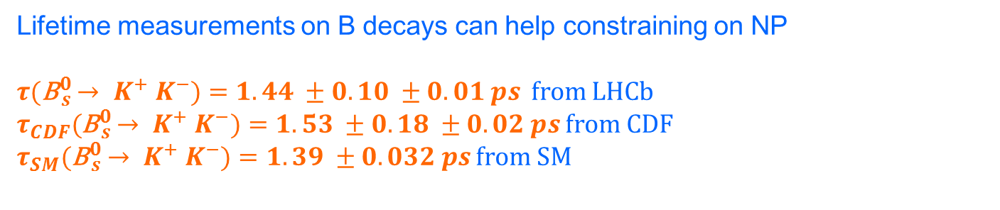 Lifetime measurements on B decays can help constraining on NP
τ(B⁰ₛ → K⁺ K⁻) = 1.44 ± 0.10 ± 0.01 ps from LHCb
τ_CDF(B⁰ₛ → K⁺ K⁻) = 1.53 ± 0.18 ± 0.02 ps from CDF
τ_SM(B⁰ₛ → K⁺ K⁻) = 1.39 ± 0.032 ps from SM